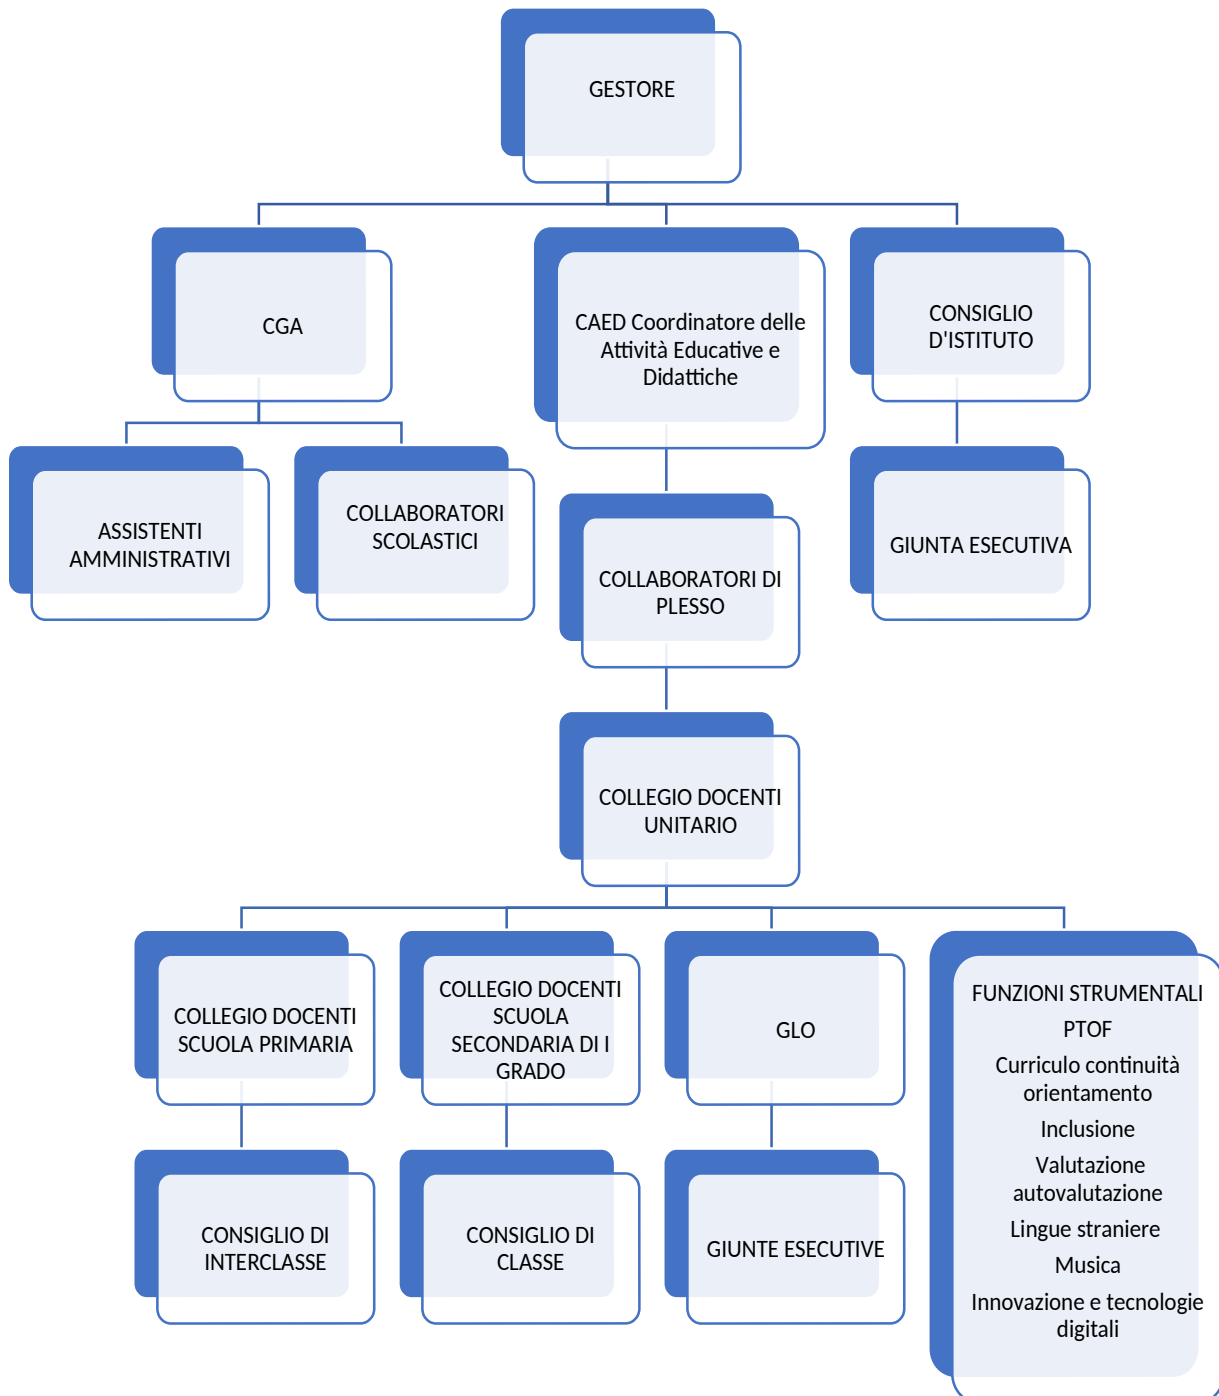 GESTORE
CGA
CAED Coordinatore delle
Attività Educative e
Didattiche
CONSIGLIO
D'ISTITUTO
ASSISTENTI
AMMINISTRATIVI
COLLABORATORI
SCOLASTICI
COLLABORATORI DI
PLESSO
GIUNTA ESECUTIVA
COLLEGIO DOCENTI
UNITARIO
COLLEGIO DOCENTI
SCUOLA PRIMARIA
COLLEGIO DOCENTI
SCUOLA
SECONDARIA DI I
GRADO
GLO
FUNZIONI STRUMENTALI
PTOF
Curriculo continuità
orientamento
Inclusione
Valutazione
autovalutazione
Lingue straniere
Musica
Innovazione e tecnologie
digitali
CONSIGLIO DI
INTERCLASSE
CONSIGLIO DI
CLASSE
GIUNTE ESECUTIVE